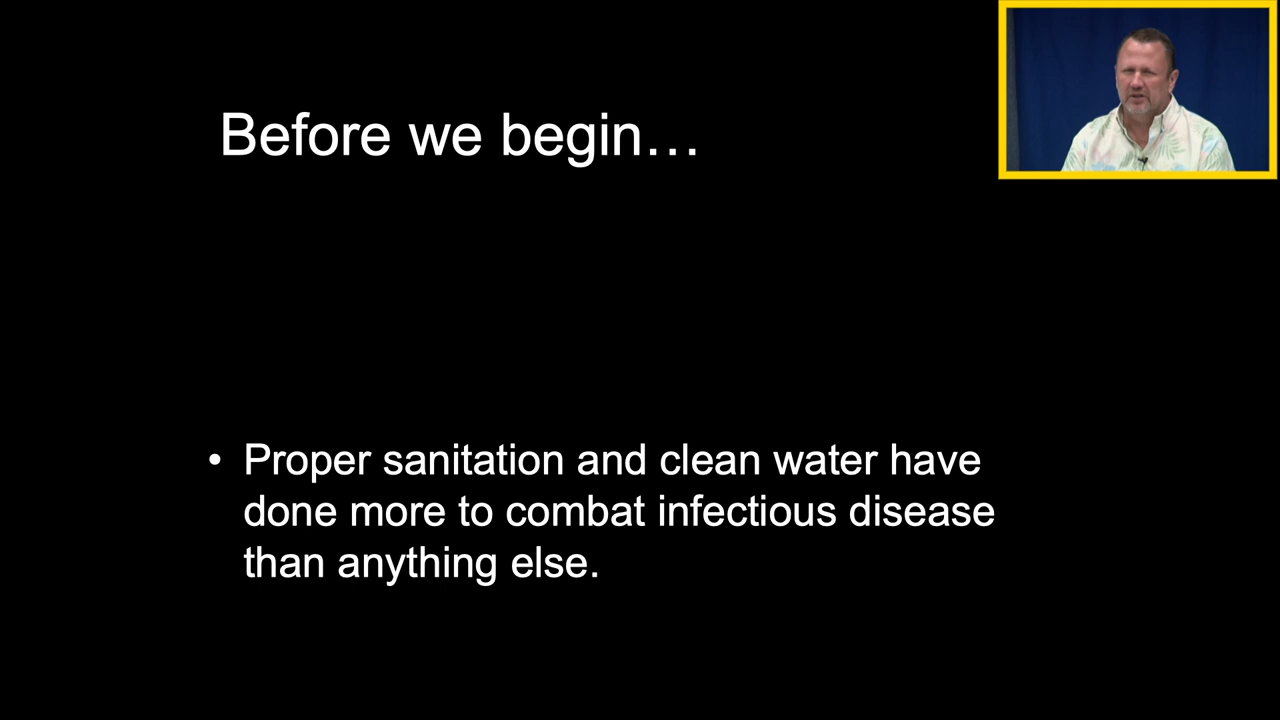 Before we begin…
• Proper sanitation and clean water have
done more to combat infectious disease
than anything else.